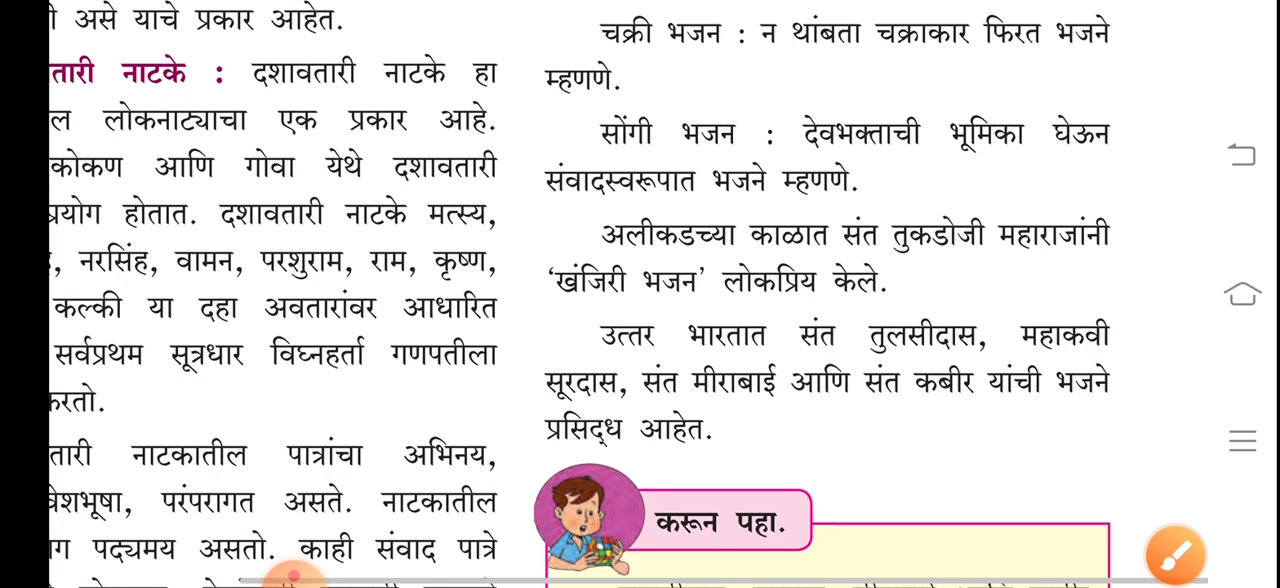 असे याचे प्रकार आहेत.
तारी नाटके : दशावतारी नाटके हा
ल लोकनाट्याचा एक प्रकार आहे.
कोकण आणि गोवा येथे दशावतारी
प्रयोग होतात. दशावतारी नाटके मत्स्य,
नरसिंह, वामन, परशुराम, राम, कृष्ण,
कल्की या दहा अवतारांवर आधारित
सर्वप्रथम सूत्रधार विघ्नहर्ता गणपतीला
करतो.
तारी नाटकातील पात्रांचा अभिनय,
वेशभूषा, परंपरागत असते. नाटकातील
ग पद्यमय असतो. काही संवाद पात्रे
चक्री भजन : न थांबता चक्राकार फिरत भजने
म्हणणे.
सोंगी भजन : देवभक्ताची भूमिका घेऊन
संवादस्वरूपात भजने म्हणणे.
अलीकडच्या काळात संत तुकडोजी महाराजांनी
‘खंजिरी भजन’ लोकप्रिय केले.
उत्तर भारतात संत तुलसीदास, महाकवी
सूरदास, संत मीराबाई आणि संत कबीर यांची भजने
प्रसिद्ध आहेत.
करून पहा.